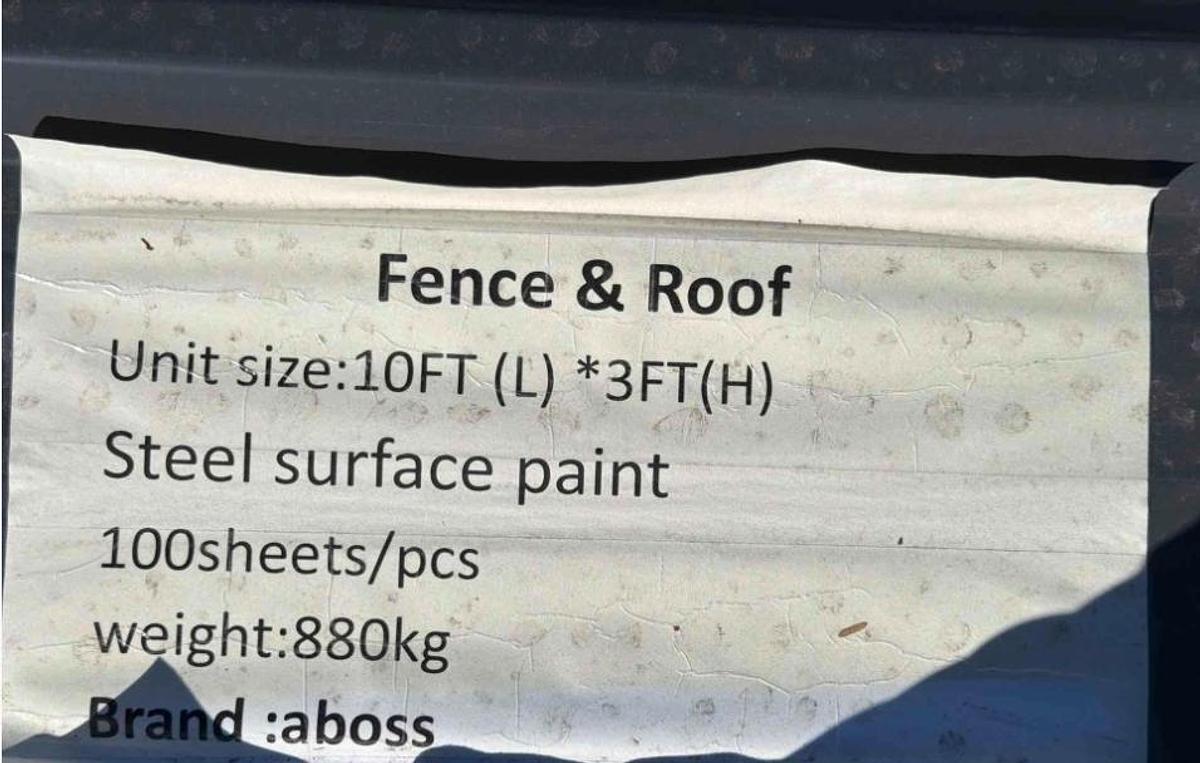 Fence & Roof
Unit size:10FT (L) *3FT(H)
Steel surface paint
100sheets/pcs
weight:880kg
Brand :aboss